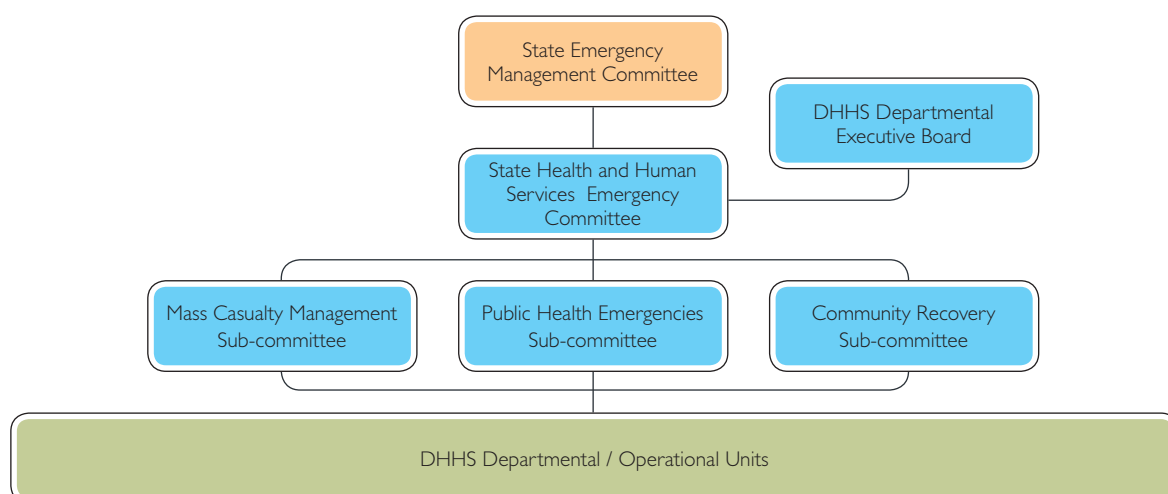 State Emergency
Management Committee
DHHS Departmental
Executive Board
State Health and Human
Services Emergency
Committee
Mass Casualty Management
Sub-committee
Public Health Emergencies
Sub-committee
Community Recovery
Sub-committee
DHHS Departmental / Operational Units